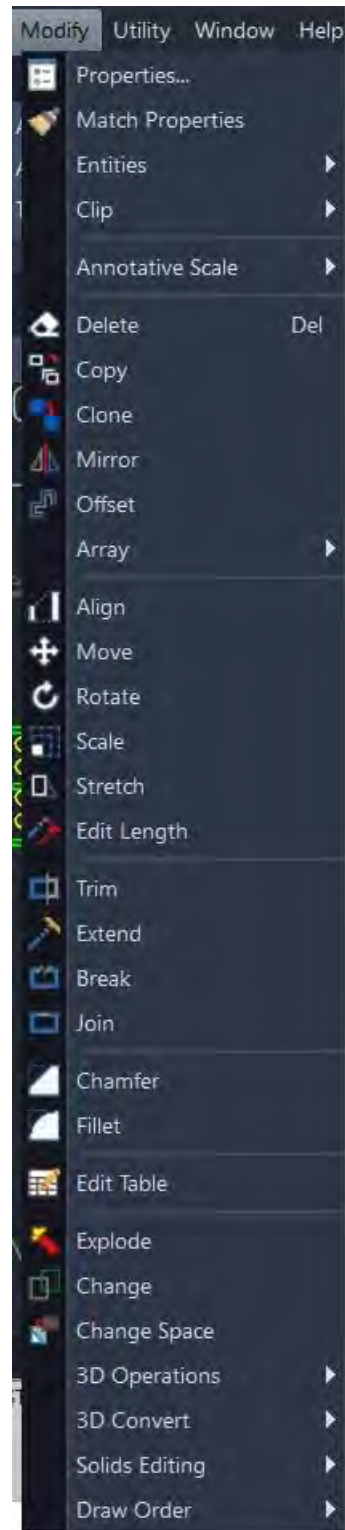 Modify Utility Window Help
Properties...
Match Properties
Entities
Clip
Annotative Scale
Delete Del
Copy
Clone
Mirror
Offset
Array
Align
Move
Rotate
Scale
Stretch
Edit Length
Trim
Extend
Break
Join
Chamfer
Fillet
Edit Table
Explode
Change
Change Space
3D Operations
3D Convert
Solids Editing
Draw Order